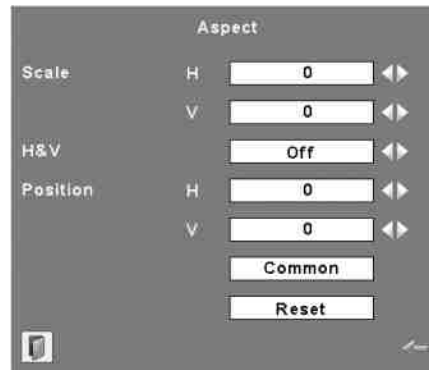 Aspect
Scale H 0
V 0
H&V Off
Position H 0
V 0
Common
Reset